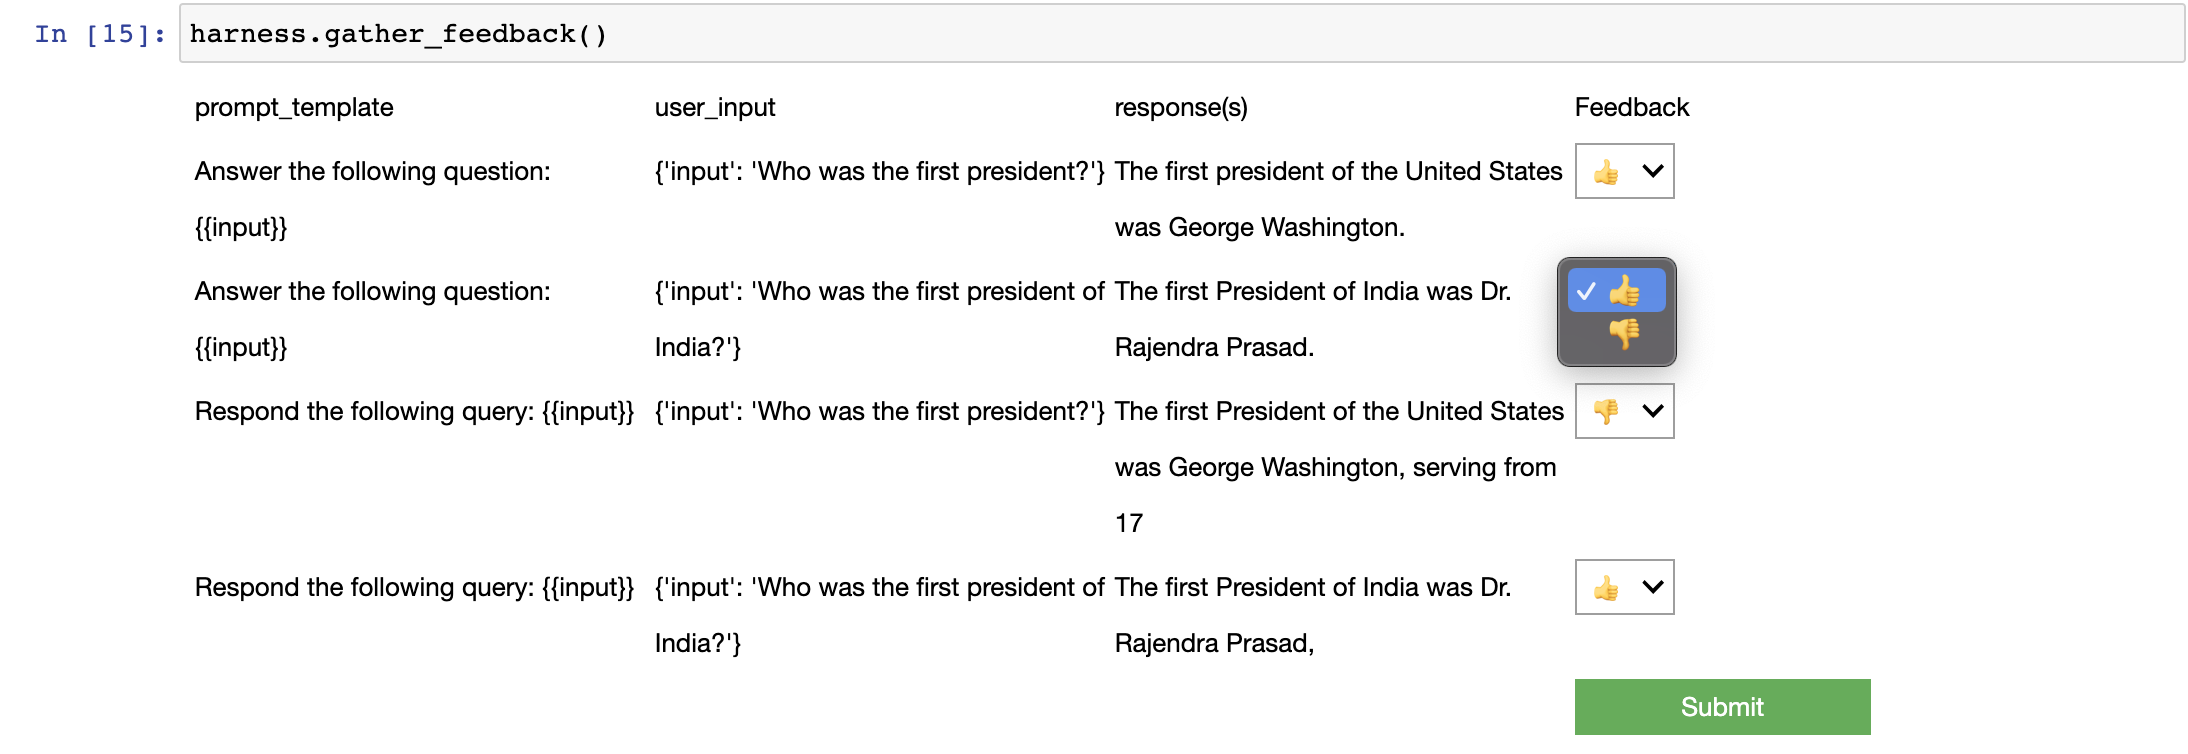 In [15]: harness.gather_feedback()
prompt_template user_input response(s) Feedback
Answer the following question: {'input': 'Who was the first president?'} The first president of the United States 👍
{{input}} was George Washington.
Answer the following question: {'input': 'Who was the first president of The first President of India was Dr. ✓ 👍
{{input}} India?'} Rajendra Prasad. 👎
Respond the following query: {{input}} {'input': 'Who was the first president?'} The first President of the United States 👎
was George Washington, serving from
17
Respond the following query: {{input}} {'input': 'Who was the first president of The first President of India was Dr. 👍
India?'} Rajendra Prasad,
Submit